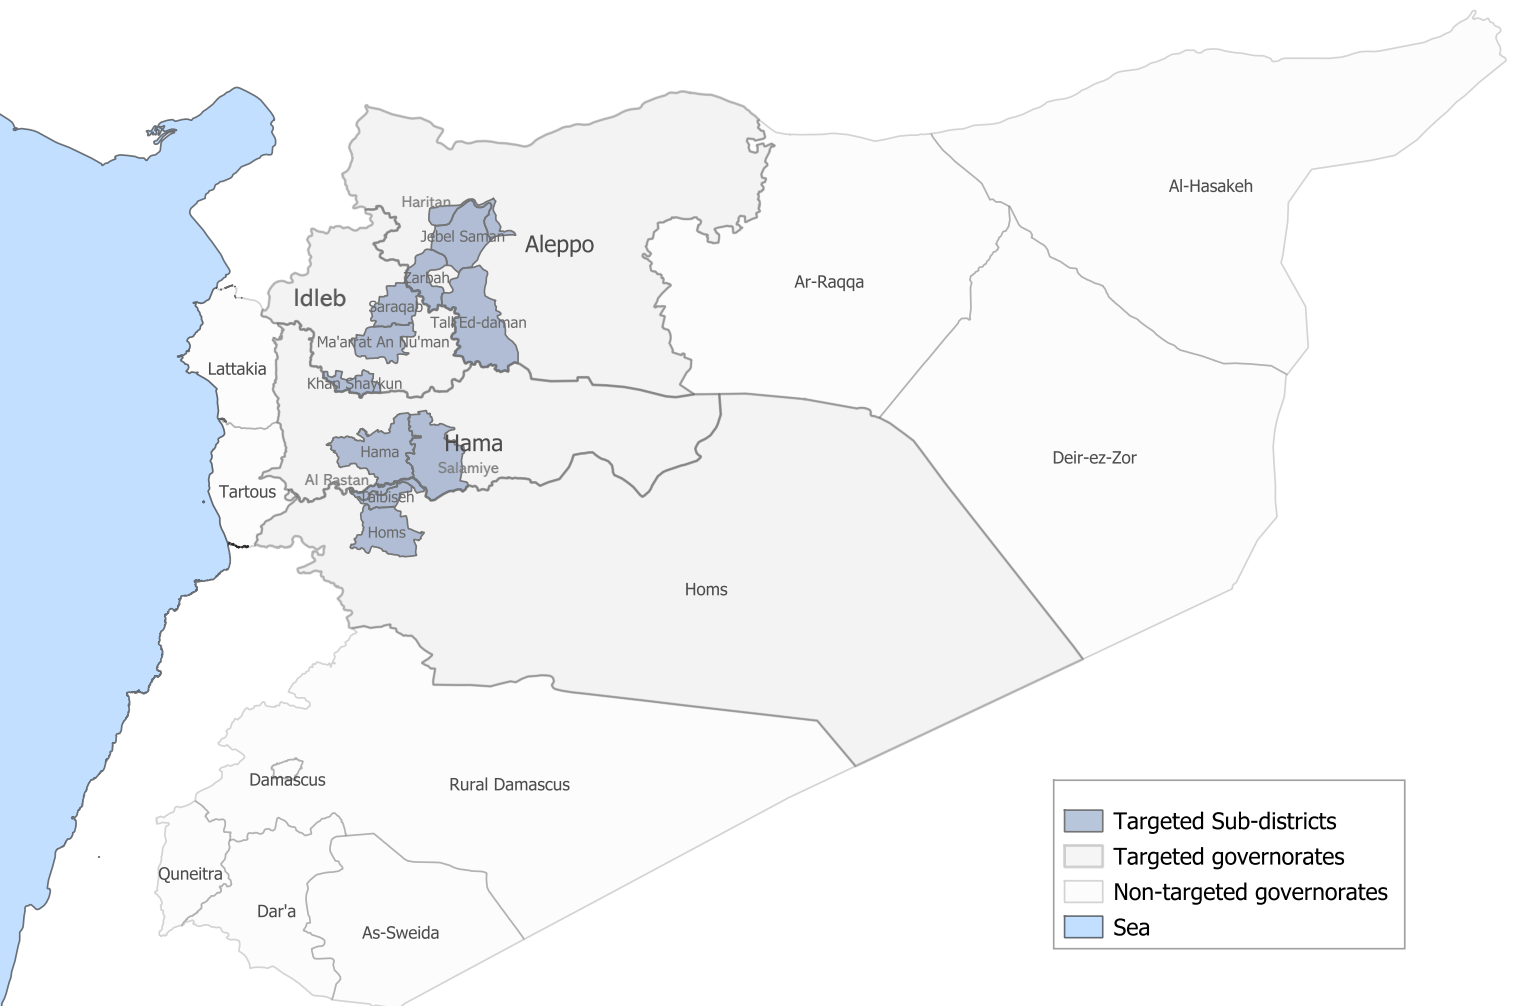 Al-Hasakeh
Haritan
Jebel Saman
Aleppo
Zarbah
Ar-Raqqa
Idleb
Saraqab
Tall Ed-daman
Ma'arrat An Nu'man
Lattakia
Khan Shaykun
Hama
Hama
Deir-ez-Zor
Salamiye
Al Rastan
Tartous
Talbiseh
Homs
Homs
Damascus
Rural Damascus
Quneitra
Dar'a
As-Sweida
Targeted Sub-districts
Targeted governorates
Non-targeted governorates
Sea